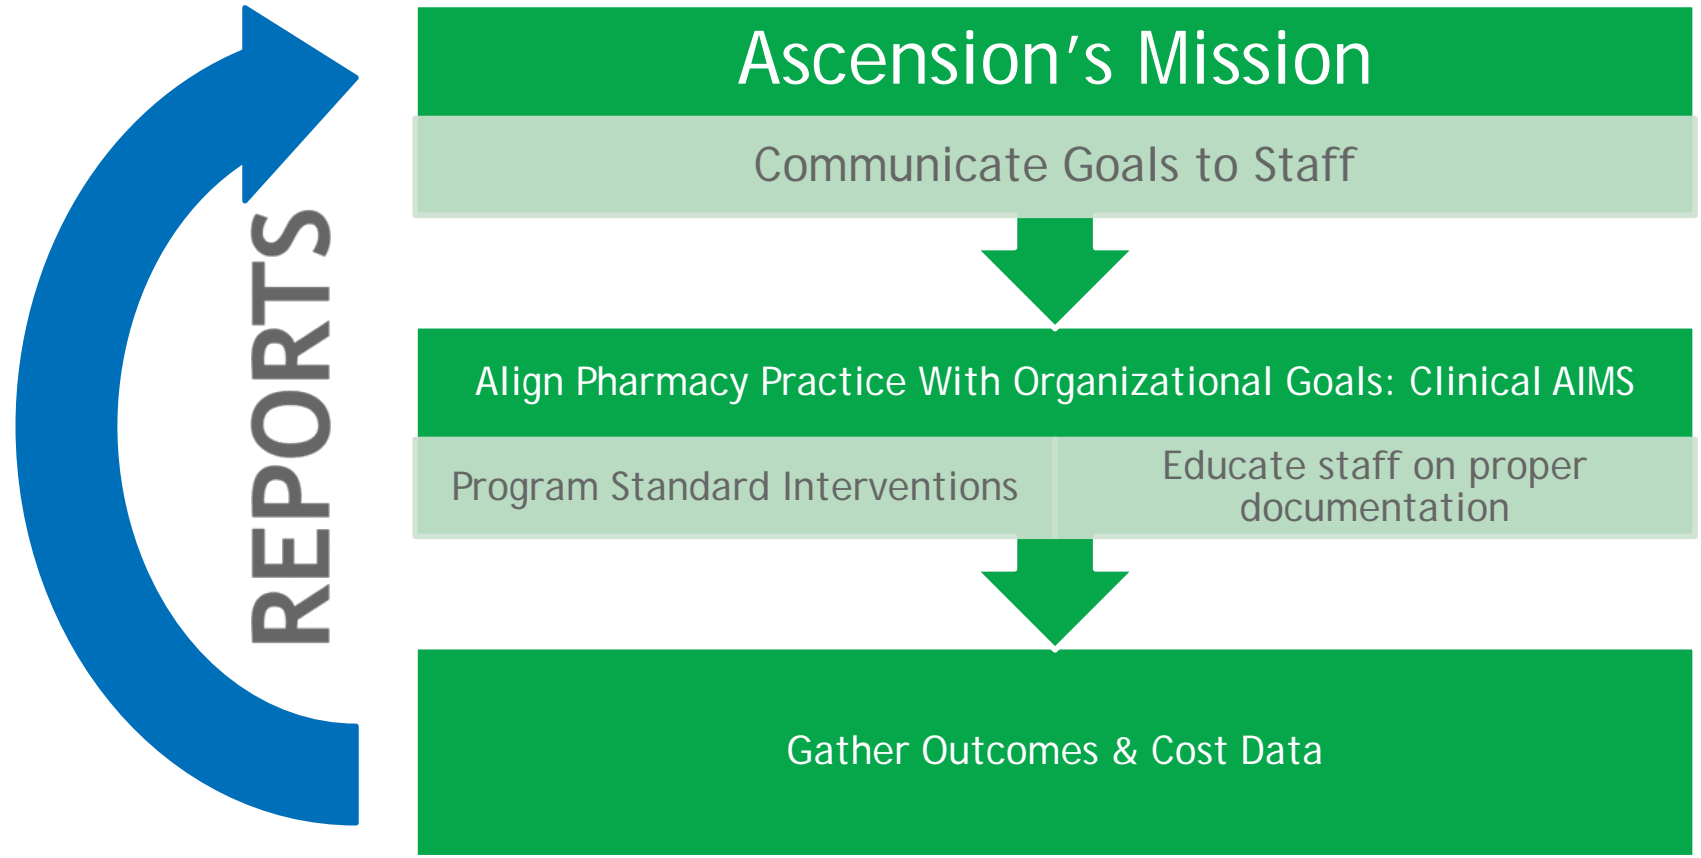 Ascension's Mission
Communicate Goals to Staff
REPORTS
Align Pharmacy Practice With Organizational Goals: Clinical AIMS
Program Standard Interventions
Educate staff on proper
documentation
Gather Outcomes & Cost Data